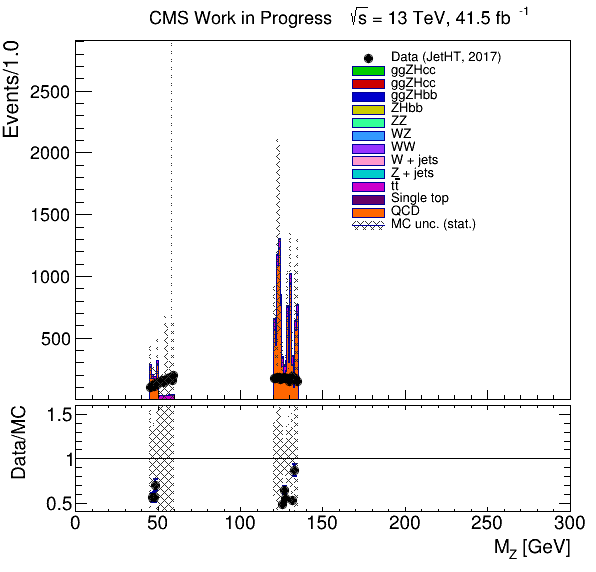 CMS Work in Progress √s = 13 TeV, 41.5 fb⁻¹
Events/1.0
2500
2000
1500
1000
500
Data (JetHT, 2017)
ggZHcc
ggZHcc
ggZHbb
ZHbb
ZZ
WZ
WW
W + jets
Z + jets
tt̅
Single top
QCD
MC unc. (stat.)
Data/MC
1.5
1
0.5
0 50 100 150 200 250 300
M_Z [GeV]